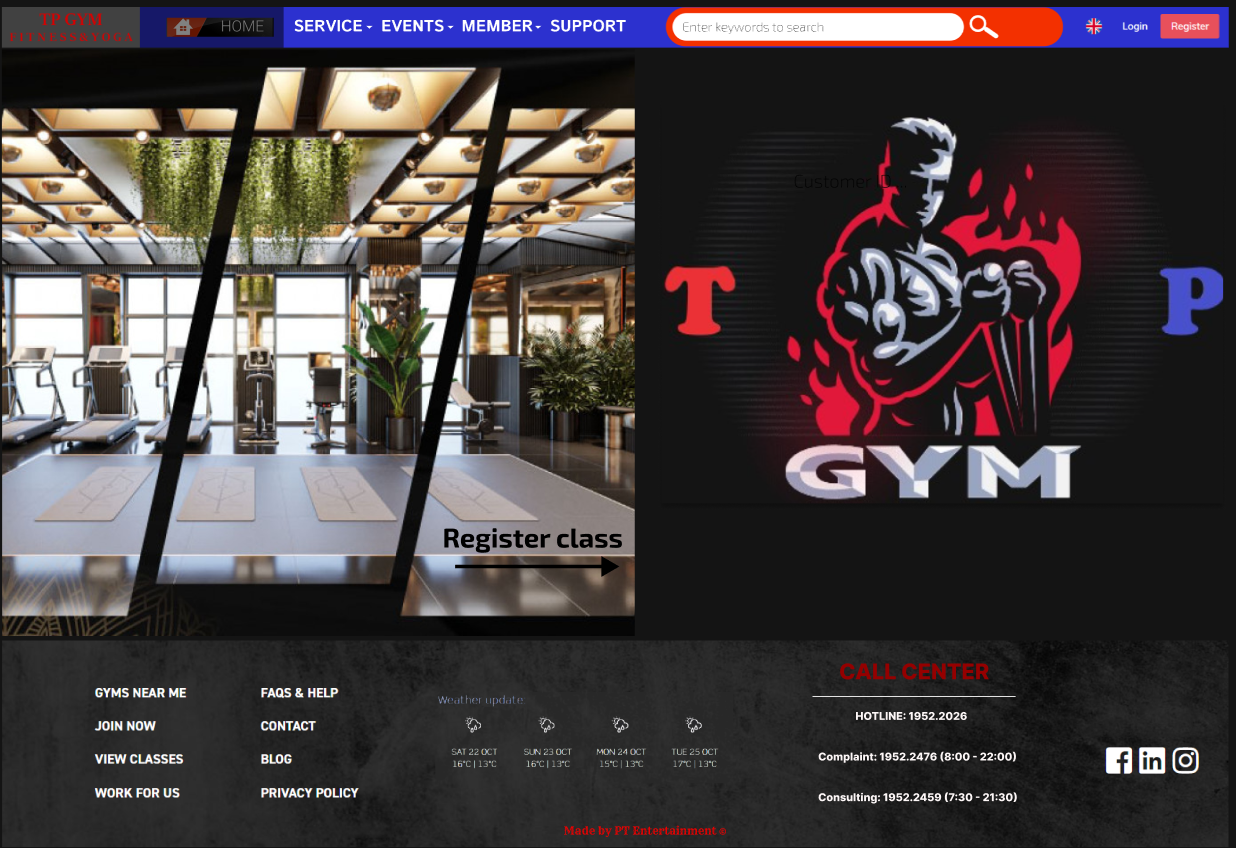 TP GYM
FITNESS&YOGA
HOME
SERVICE
EVENTS
MEMBER
SUPPORT
Enter keywords to search
Login
Register
Customer ID
T
P
GYM
Register class
GYMS NEAR ME
JOIN NOW
VIEW CLASSES
WORK FOR US
FAQS & HELP
CONTACT
BLOG
PRIVACY POLICY
Weather update:
SAT 22 OCT
16°C | 13°C
SUN 23 OCT
16°C | 13°C
MON 24 OCT
15°C | 13°C
TUE 25 OCT
17°C | 13°C
CALL CENTER
HOTLINE: 1952.2026
Complaint: 1952.2476 (8:00 - 22:00)
Consulting: 1952.2459 (7:30 - 21:30)
in
Made by PT Entertainment ©